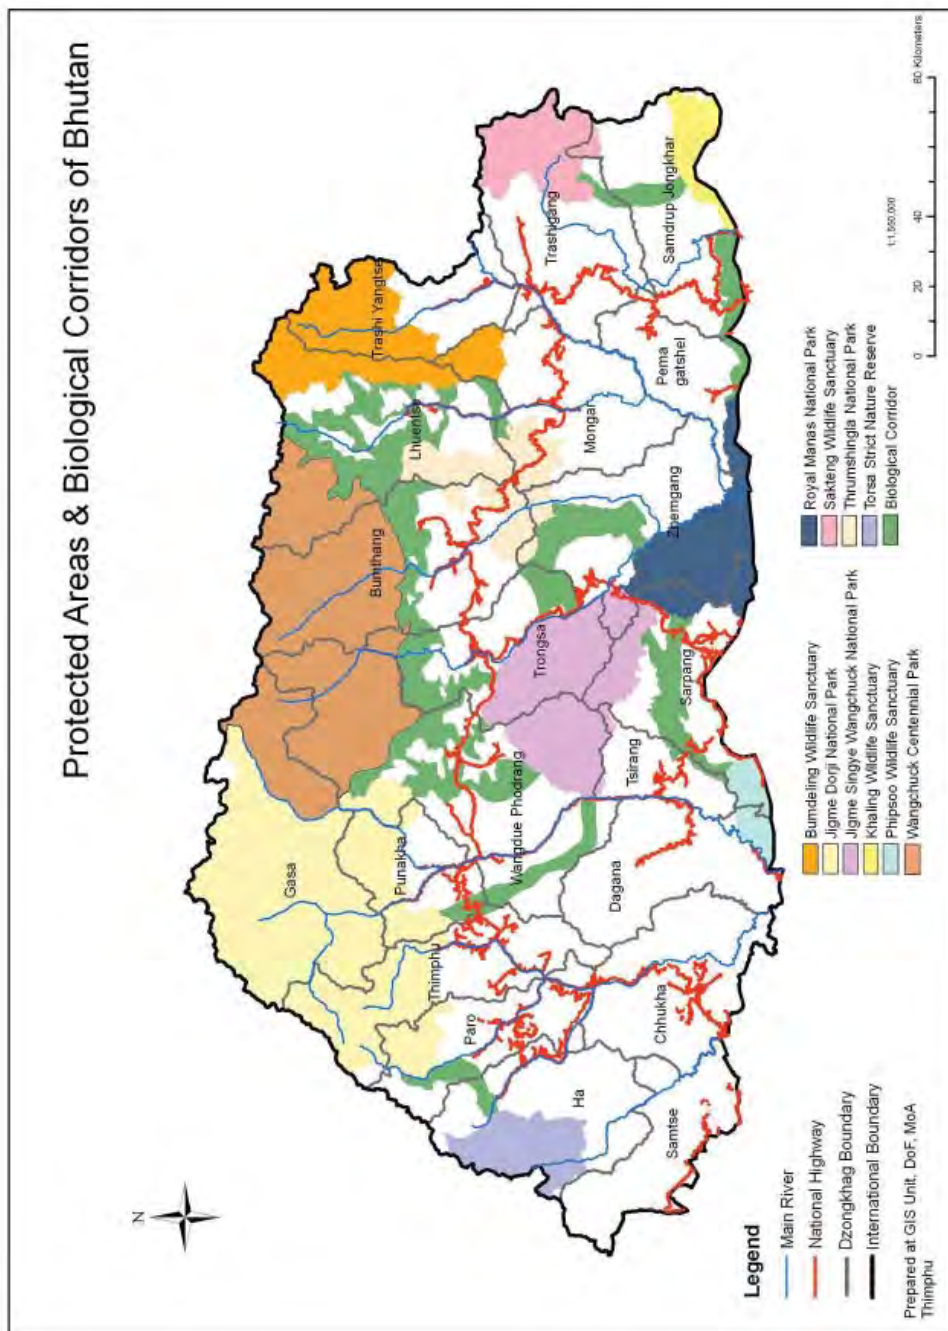 Protected Areas & Biological Corridors of Bhutan
N
Gasa
Punakha
Thimphu
Paro
Ha
Samtse
Chhukha
Dagana
Wangdue Phodrang
Tsirang
Sarpang
Trongsa
Bumthang
Lhuentse
Trashi Yangtse
Mongar
Zhemgang
Pema
gatshel
Trashigang
Samdrup Jongkhar
Legend
Main River
National Highway
Dzongkhag Boundary
International Boundary
Prepared at GIS Unit, DoF, MoA
Thimphu
Bumdeling Wildlife Sanctuary
Jigme Dorji National Park
Jigme Singye Wangchuck National Park
Khaling Wildlife Sanctuary
Phipsoo Wildlife Sanctuary
Wangchuck Centennial Park
Royal Manas National Park
Sakteng Wildlife Sanctuary
Thrumshingla National Park
Torsa Strict Nature Reserve
Biological Corridor
1:1,550,000
0 20 40 60 Kilometers